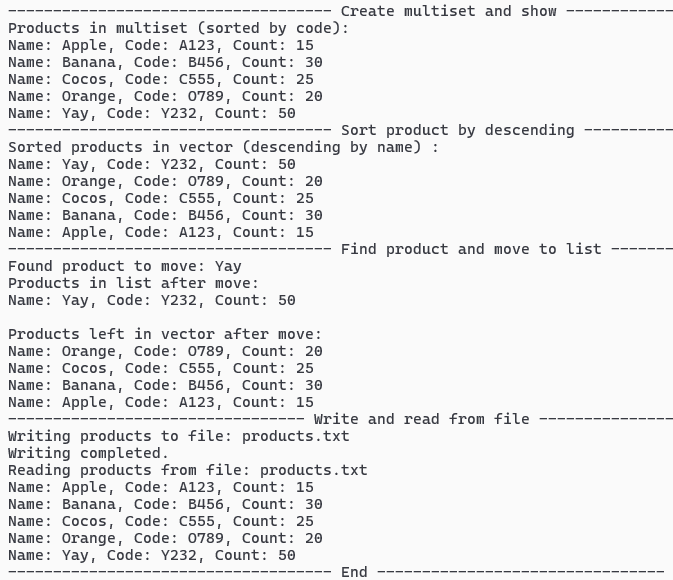 ------------------------------------ Create multiset and show ------------
Products in multiset (sorted by code):
Name: Apple, Code: A123, Count: 15
Name: Banana, Code: B456, Count: 30
Name: Cocos, Code: C555, Count: 25
Name: Orange, Code: O789, Count: 20
Name: Yay, Code: Y232, Count: 50
------------------------------------ Sort product by descending ----------
Sorted products in vector (descending by name) :
Name: Yay, Code: Y232, Count: 50
Name: Orange, Code: O789, Count: 20
Name: Cocos, Code: C555, Count: 25
Name: Banana, Code: B456, Count: 30
Name: Apple, Code: A123, Count: 15
------------------------------------ Find product and move to list -------
Found product to move: Yay
Products in list after move:
Name: Yay, Code: Y232, Count: 50
Products left in vector after move:
Name: Orange, Code: O789, Count: 20
Name: Cocos, Code: C555, Count: 25
Name: Banana, Code: B456, Count: 30
Name: Apple, Code: A123, Count: 15
--------------------------------- Write and read from file ---------------
Writing products to file: products.txt
Writing completed.
Reading products from file: products.txt
Name: Apple, Code: A123, Count: 15
Name: Banana, Code: B456, Count: 30
Name: Cocos, Code: C555, Count: 25
Name: Orange, Code: O789, Count: 20
Name: Yay, Code: Y232, Count: 50
------------------------------------ End --------------------------------